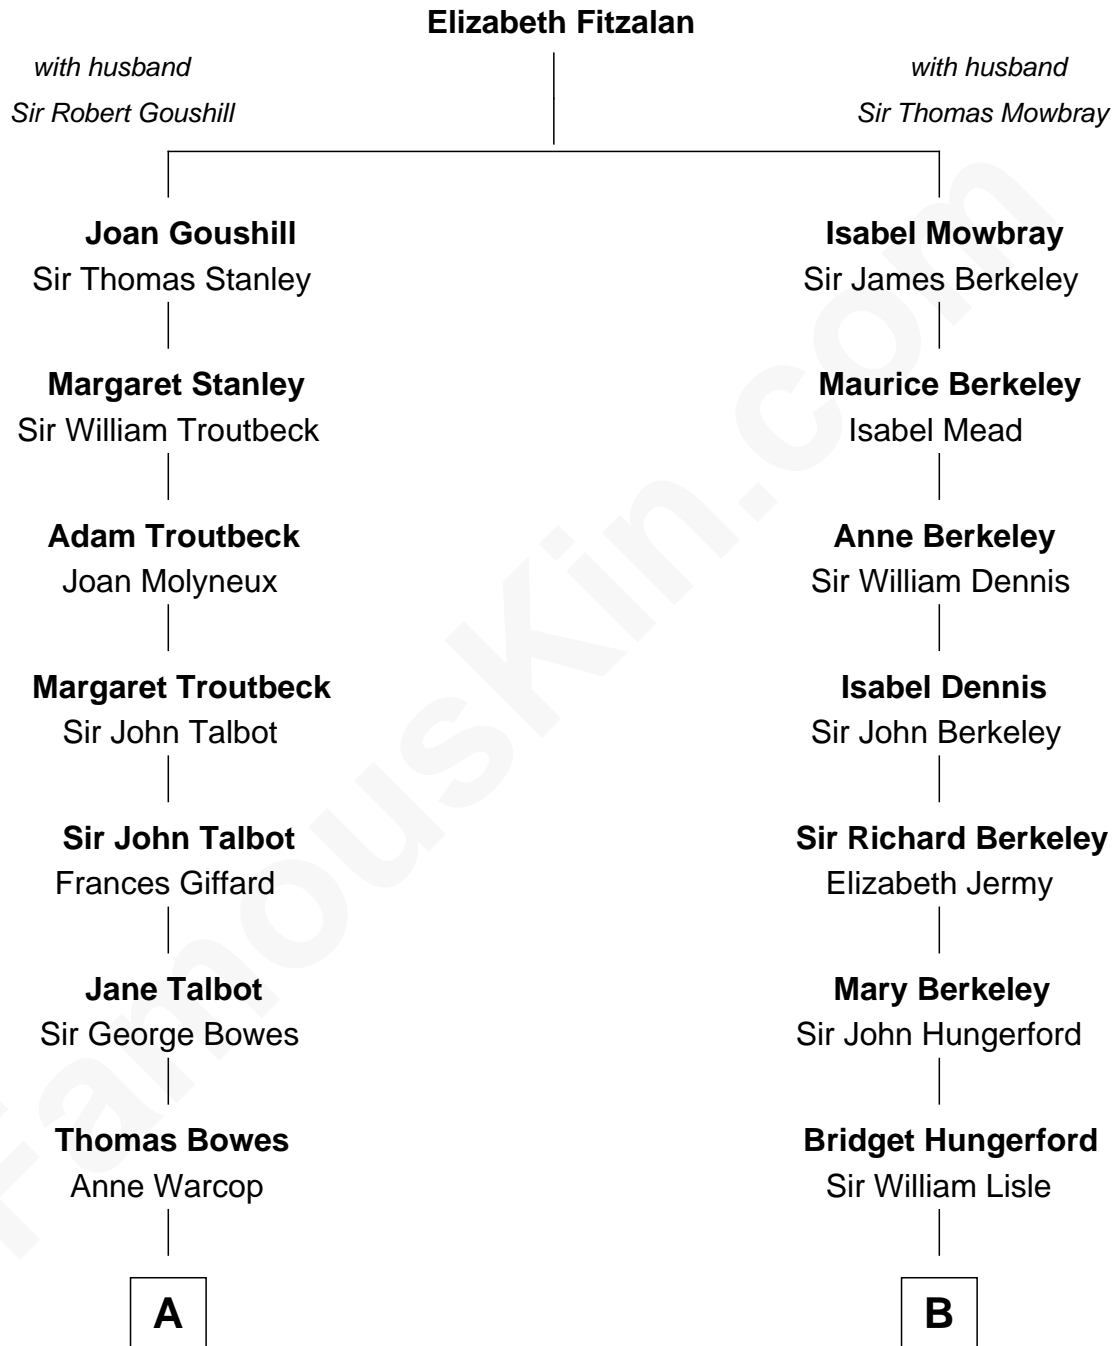 Elizabeth Fitzalan
with husband
Sir Robert Goushill
with husband
Sir Thomas Mowbray
Joan Goushill
Sir Thomas Stanley
Margaret Stanley
Sir William Troutbeck
Adam Troutbeck
Joan Molyneux
Margaret Troutbeck
Sir John Talbot
Sir John Talbot
Frances Giffard
Jane Talbot
Sir George Bowes
Thomas Bowes
Anne Warcop
A
Isabel Mowbray
Sir James Berkeley
Maurice Berkeley
Isabel Mead
Anne Berkeley
Sir William Dennis
Isabel Dennis
Sir John Berkeley
Sir Richard Berkeley
Elizabeth Jermy
Mary Berkeley
Sir John Hungerford
Bridget Hungerford
Sir William Lisle
B
FamousKin.com